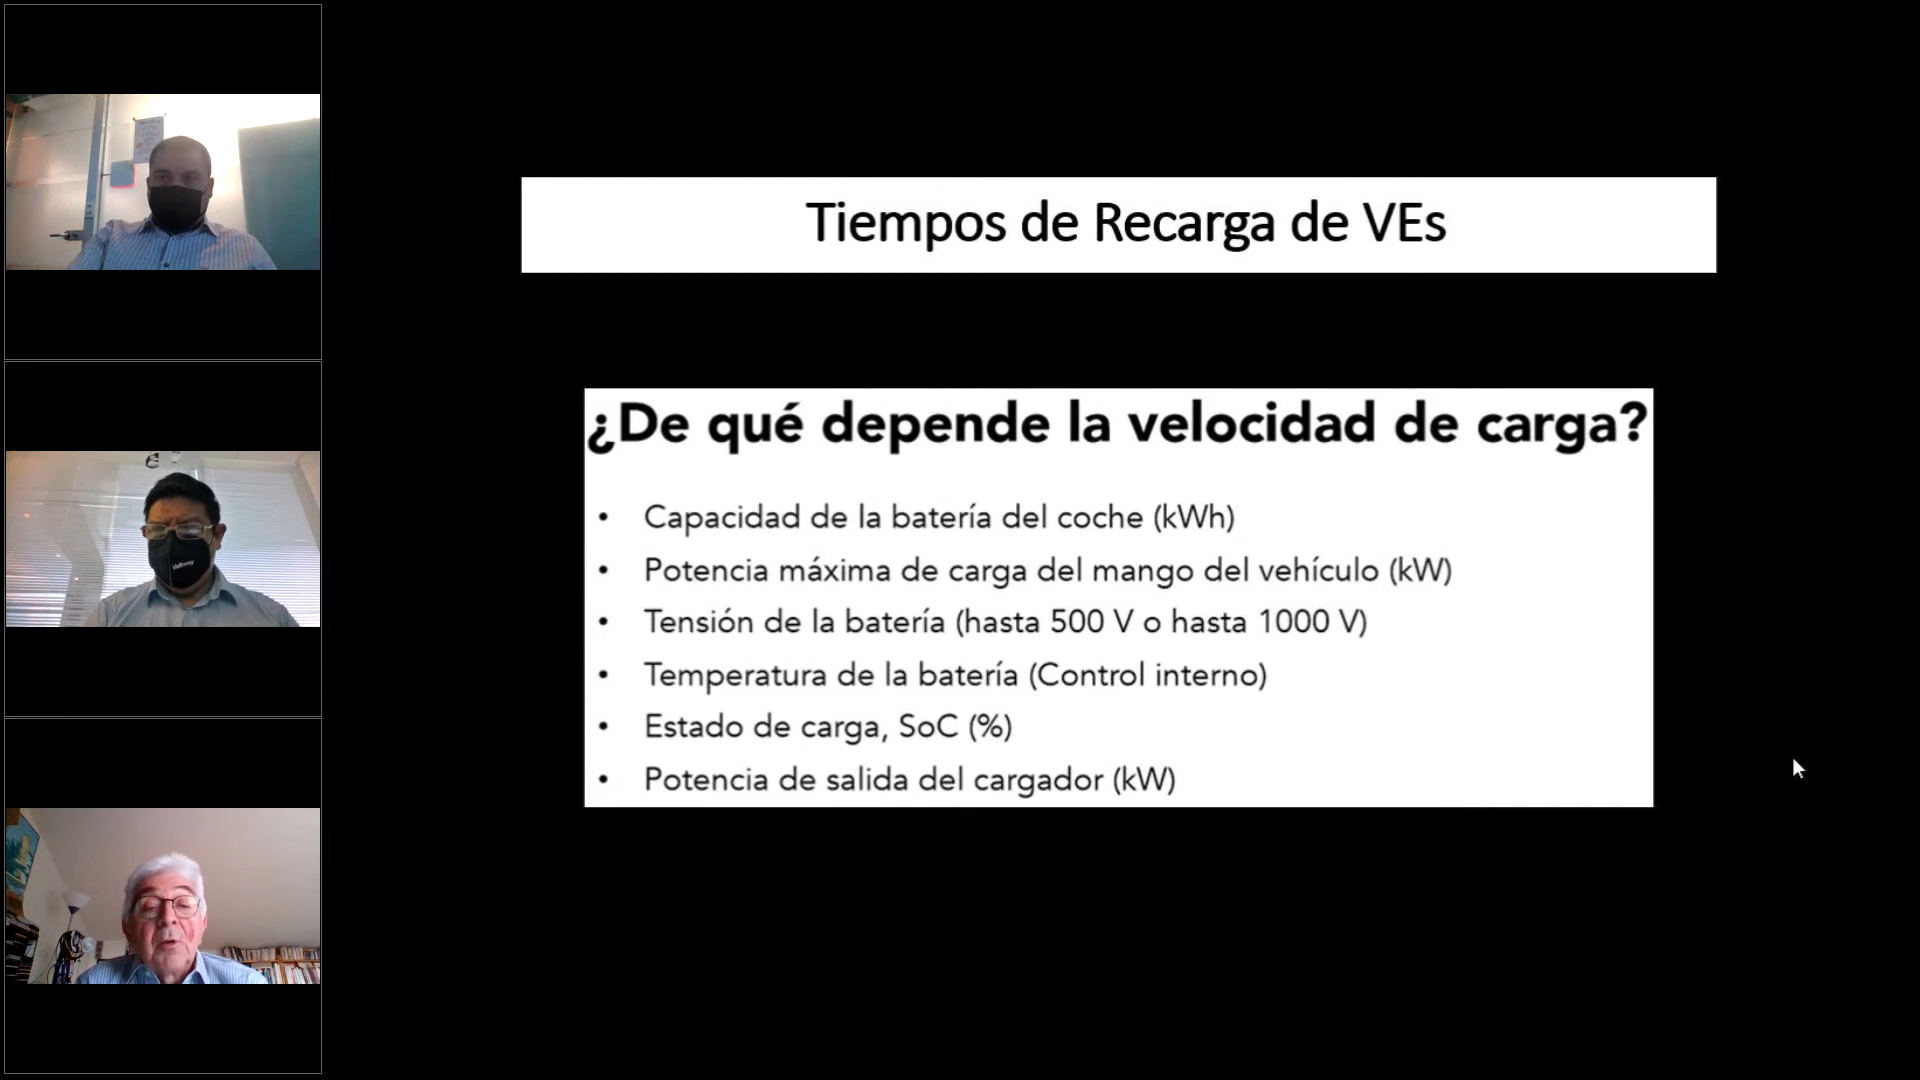 Tiempos de Recarga de VEs
¿De qué depende la velocidad de carga?
• Capacidad de la batería del coche (kWh)
• Potencia máxima de carga del mango del vehículo (kW)
• Tensión de la batería (hasta 500 V o hasta 1000 V)
• Temperatura de la batería (Control interno)
• Estado de carga, SoC (%)
• Potencia de salida del cargador (kW)